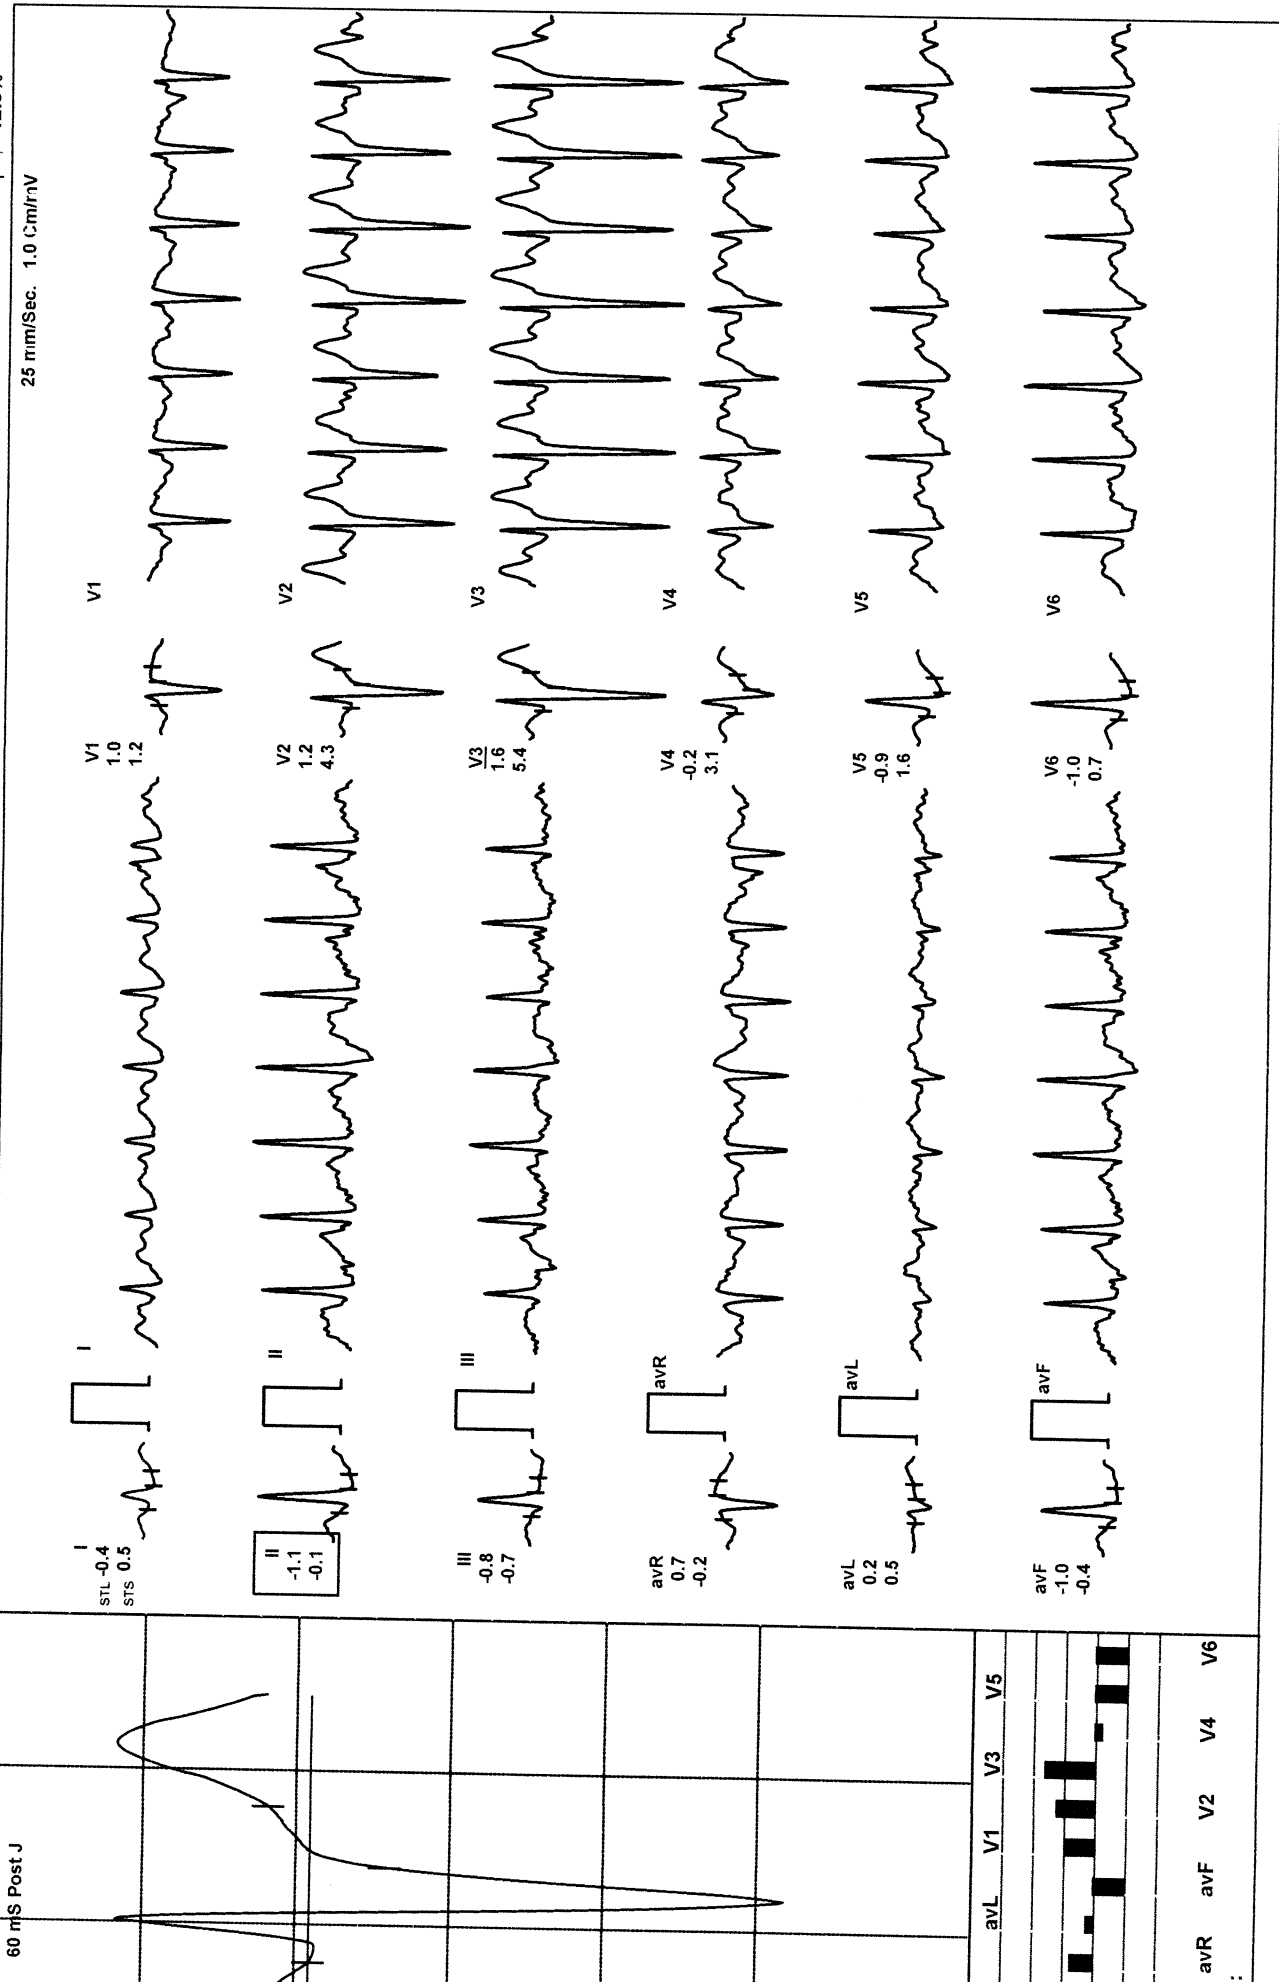 25 mm/Sec. 1.0 Cm/mV
60 mS Post J
I
STL -0.4
STS 0.5
I
V1
1.0
1.2
V1
II
-1.1
-0.1
II
V2
1.2
4.3
V2
III
-0.8
-0.7
III
V3
1.6
5.4
V3
avR
0.7
-0.2
avR
V4
-0.2
3.1
V4
avL
0.2
0.5
avL
V5
-0.9
1.6
V5
avF
-1.0
-0.4
avF
V6
-1.0
0.7
V6
avL V1 V3 V5
avR avF V2 V4 V6
: